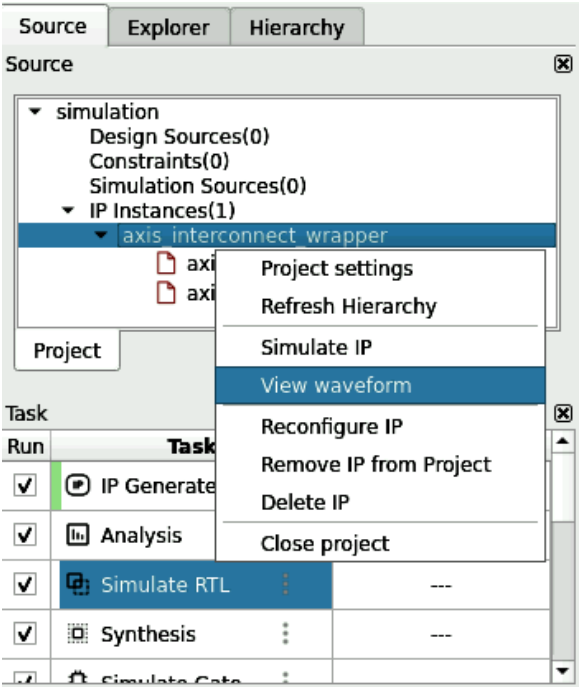 Source Explorer Hierarchy
Source
simulation
Design Sources(0)
Constraints(0)
Simulation Sources(0)
IP Instances(1)
axis_interconnect_wrapper
axi
axi
Project settings
Refresh Hierarchy
Simulate IP
View waveform
Reconfigure IP
Remove IP from Project
Delete IP
Close project
Project
Task
Run Task
IP Generate
Analysis
Simulate RTL ---
Synthesis ---
Simulate Gate